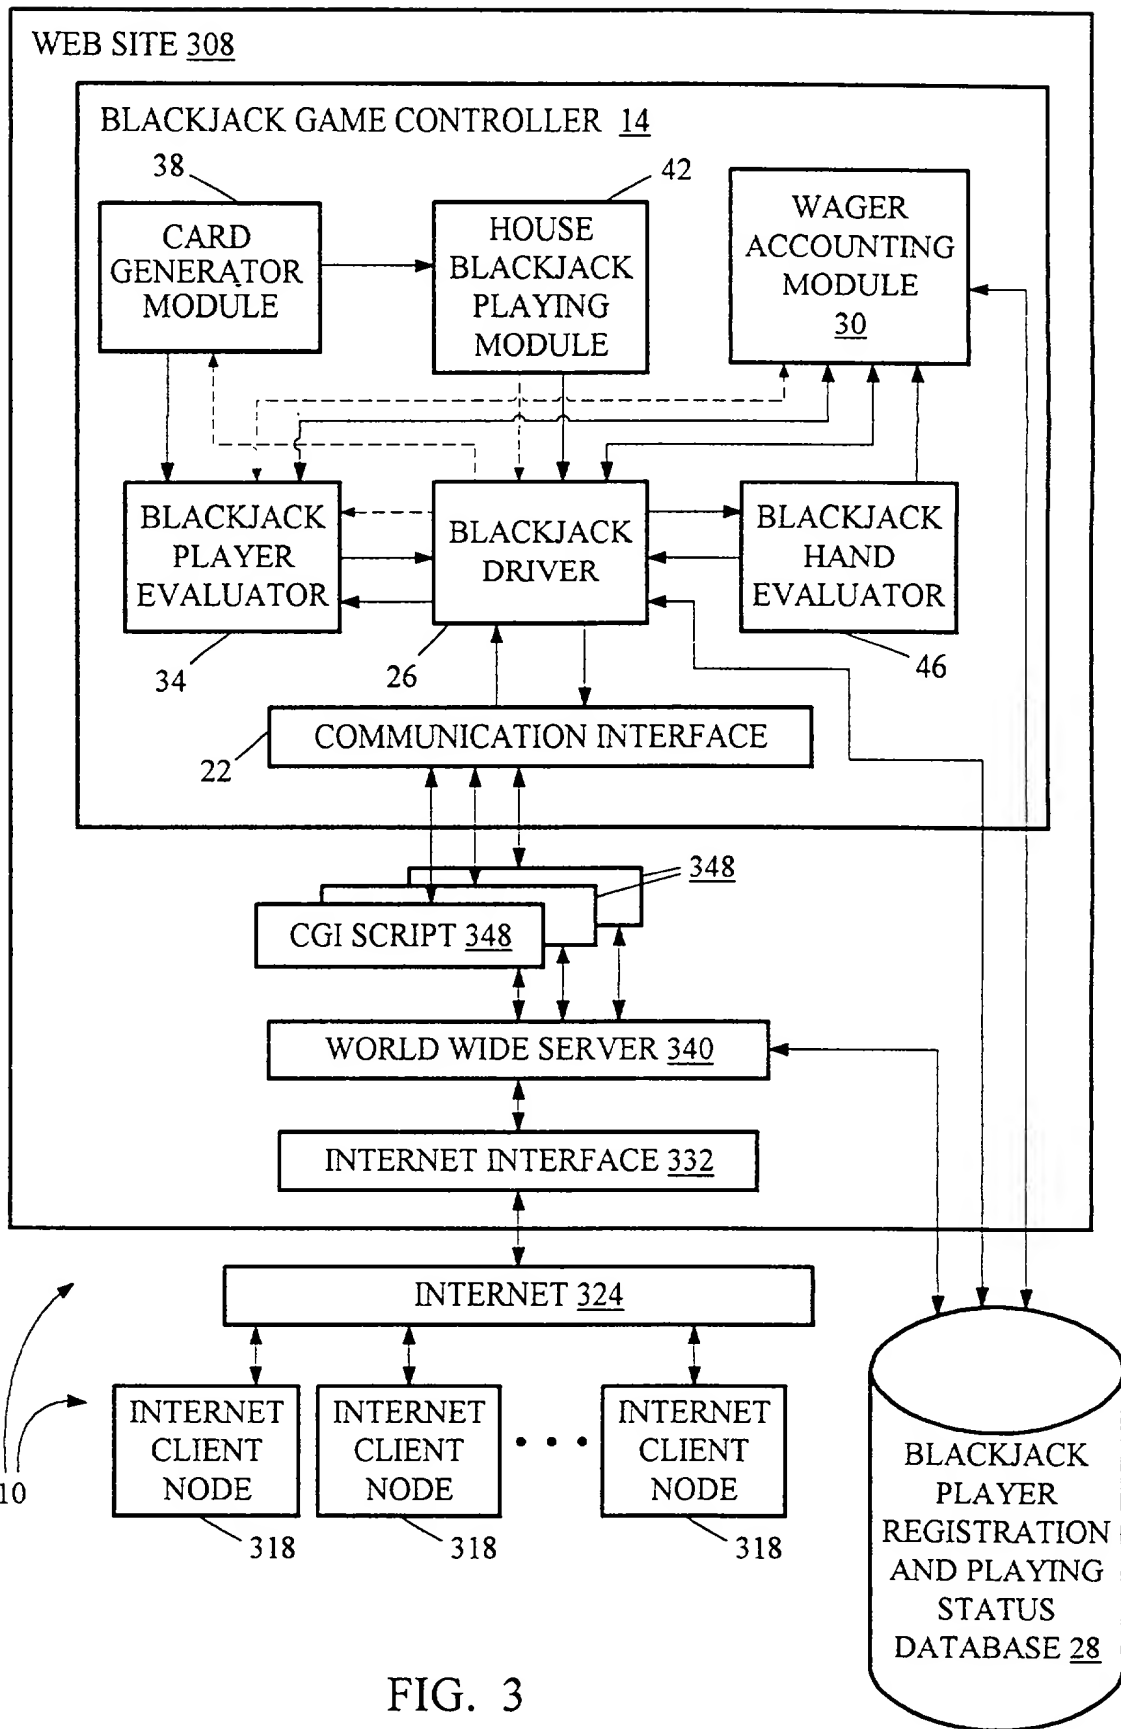 WEB SITE 308
BLACKJACK GAME CONTROLLER 14
38
42
CARD
GENERATOR
MODULE
HOUSE
BLACKJACK
PLAYING
MODULE
WAGER
ACCOUNTING
MODULE
30
BLACKJACK
PLAYER
EVALUATOR
BLACKJACK
DRIVER
BLACKJACK
HAND
EVALUATOR
34
26
46
COMMUNICATION INTERFACE
22
348
CGI SCRIPT 348
WORLD WIDE SERVER 340
INTERNET INTERFACE 332
INTERNET 324
INTERNET
CLIENT
NODE
INTERNET
CLIENT
NODE
INTERNET
CLIENT
NODE
10
318
318
318
BLACKJACK
PLAYER
REGISTRATION
AND PLAYING
STATUS
DATABASE 28
FIG. 3